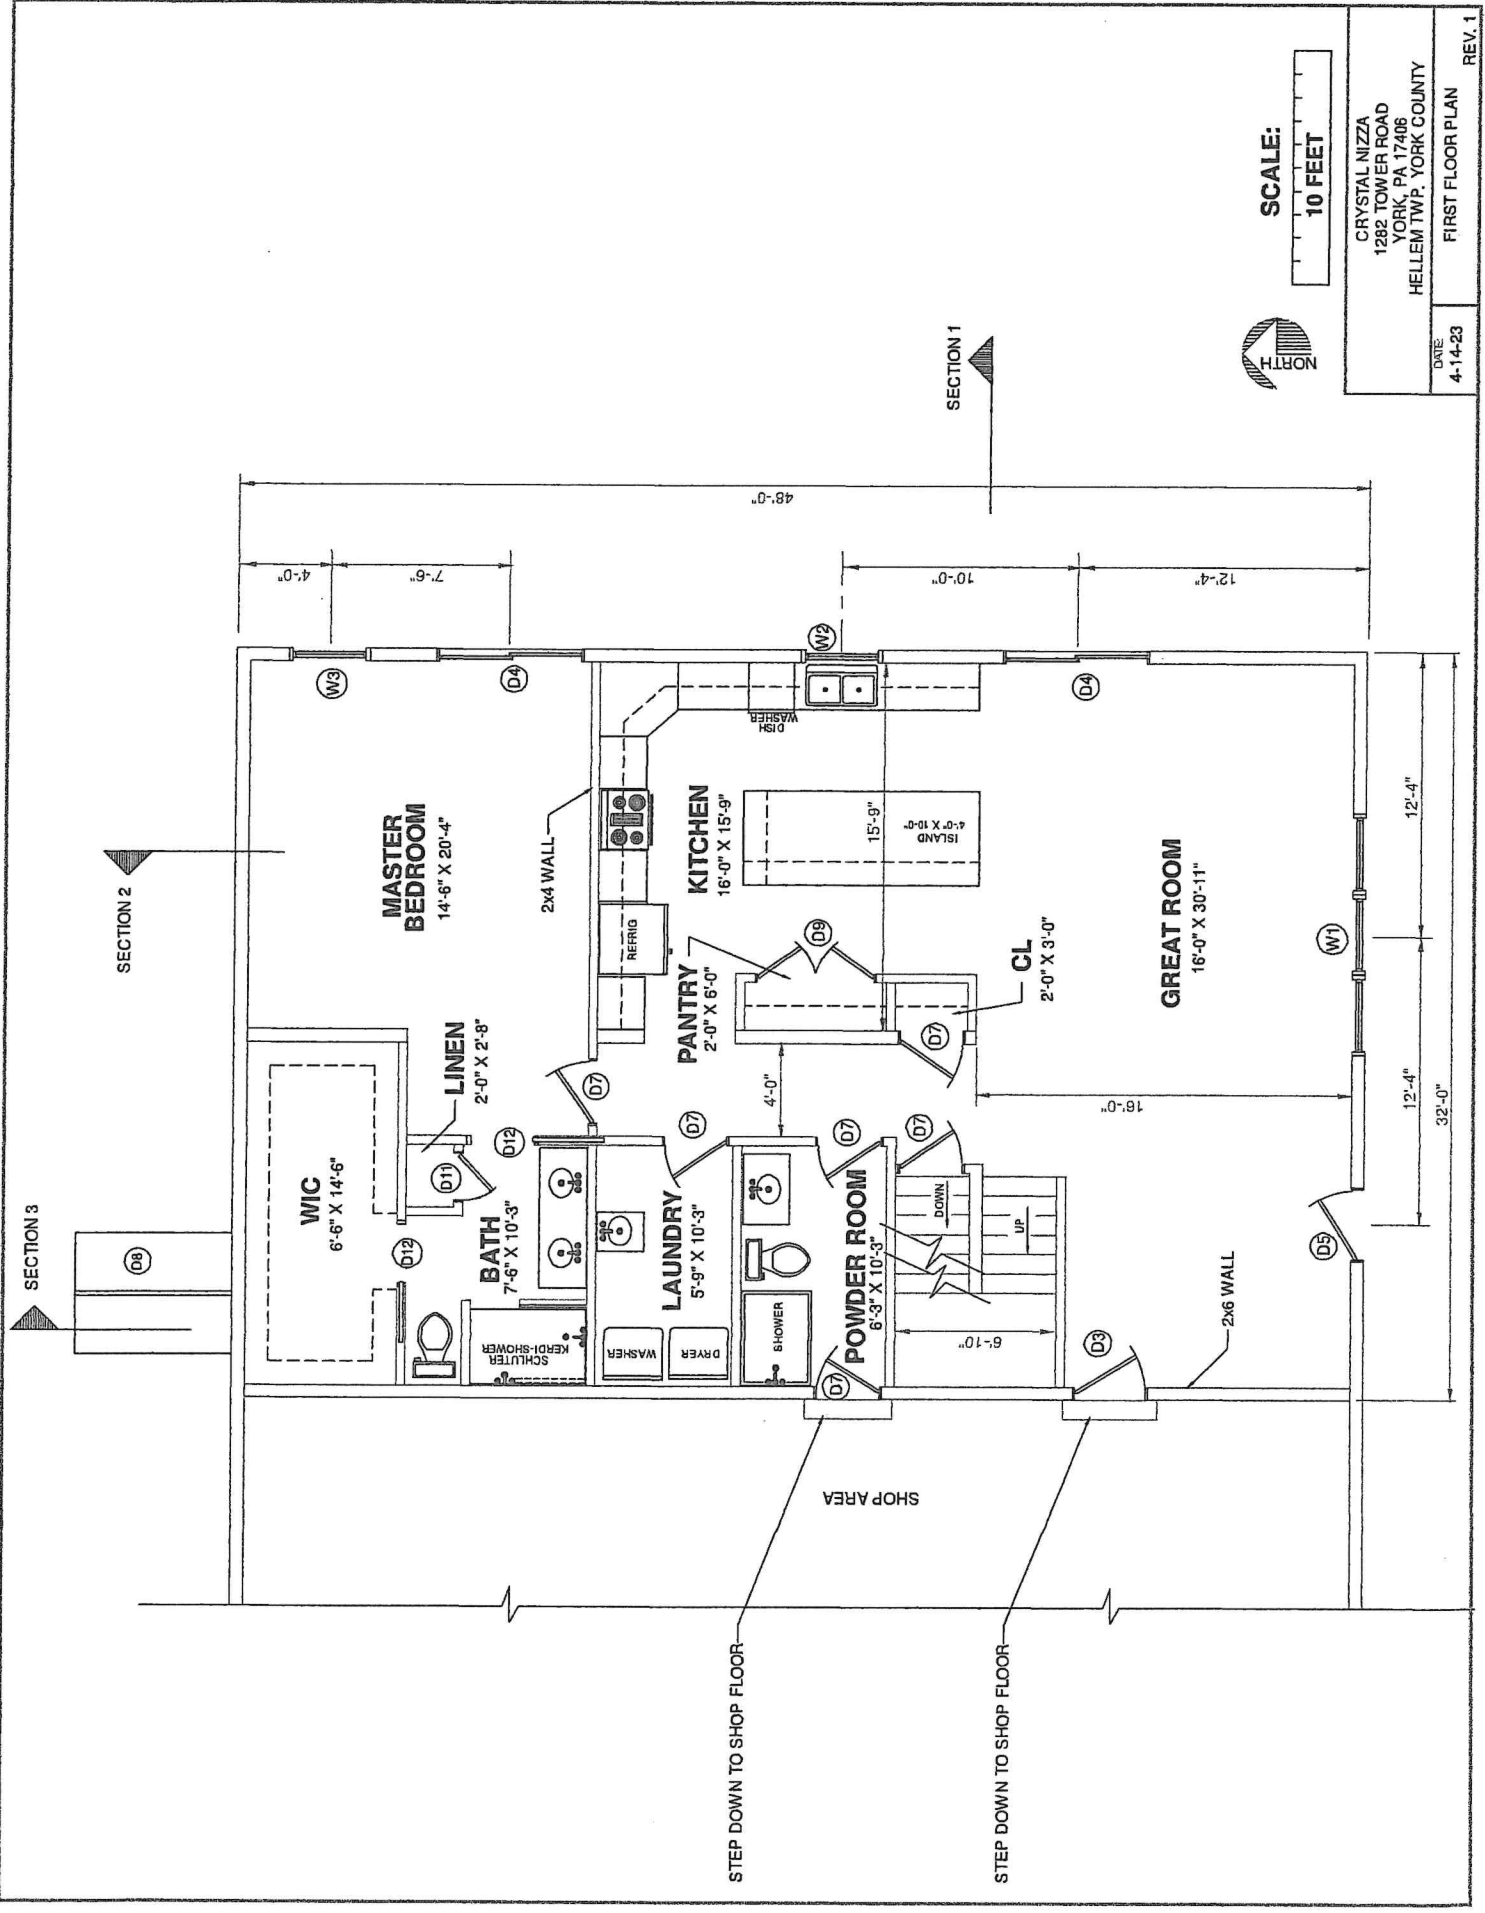 SECTION 3
SECTION 2
SECTION 1
D8
WIC
6'-6" X 14'-6"
D12
LINEN
2'-0" X 2'-8"
D11
D12
BATH
7'-6" X 10'-3"
SCHLUTER
KERDI-SHOWER
MASTER
BEDROOM
14'-6" X 20'-4"
W3
D4
4'-0"
7'-6"
48'-0"
2x4 WALL
D7
LAUNDRY
5'-9" X 10'-3"
WASHER
DRYER
D7
REFRIG
KITCHEN
16'-0" X 15'-9"
DISH
WASHER
W2
ISLAND
4'-0" X 10'-0"
15'-9"
PANTRY
2'-0" X 6'-0"
D9
4'-0"
CL
2'-0" X 3'-0"
D7
POWDER ROOM
6'-3" X 10'-3"
SHOWER
D7
D7
D7
DOWN
UP
6'-10"
16'-0"
10'-0"
12'-4"
D4
GREAT ROOM
16'-0" X 30'-11"
W1
D5
D3
2x6 WALL
12'-4"
12'-4"
32'-0"
SHOP AREA
STEP DOWN TO SHOP FLOOR
STEP DOWN TO SHOP FLOOR
NORTH
SCALE:
10 FEET
CRYSTAL NIZZA
1282 TOWER ROAD
YORK, PA 17406
HELLEM TWP. YORK COUNTY
DATE:
4-14-23
FIRST FLOOR PLAN
REV. 1